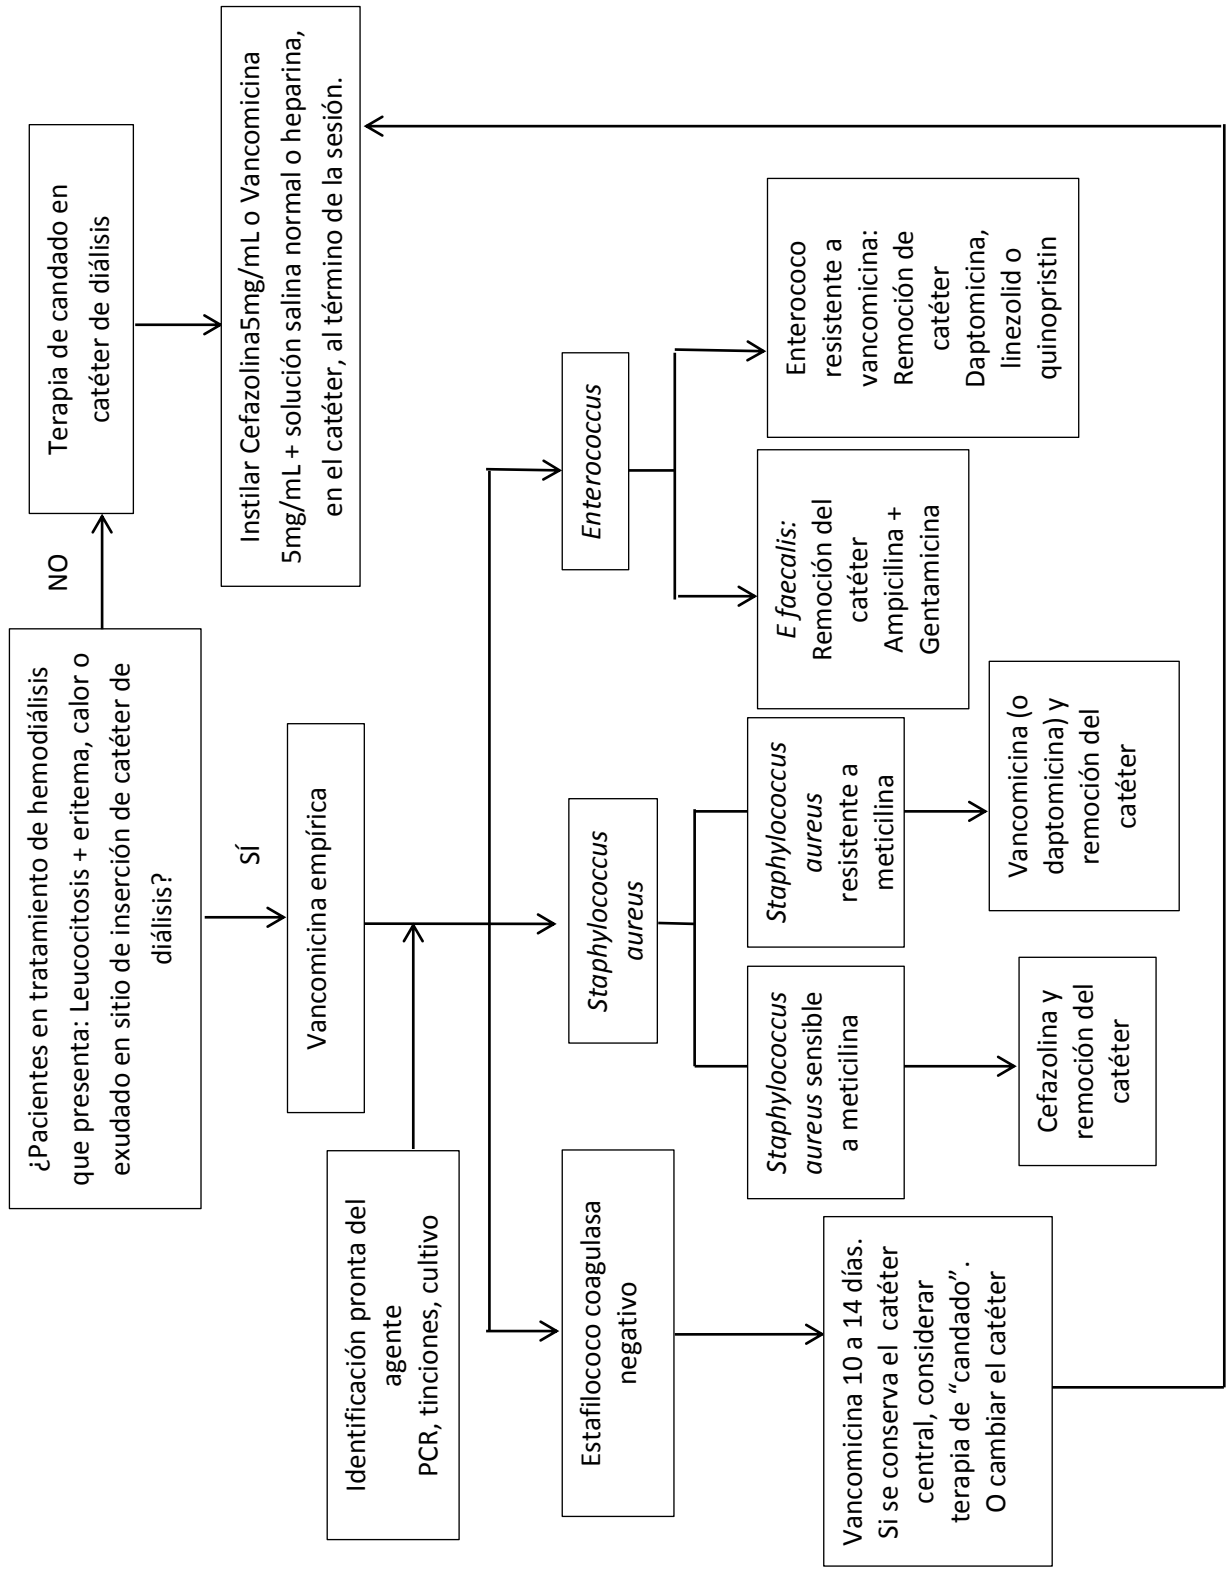 ¿Pacientes en tratamiento de hemodiálisis
que presenta: Leucocitosis + eritema, calor o
exudado en sitio de inserción de catéter de
diálisis?
NO
Terapia de candado en
catéter de diálisis
Instilar Cefazolina5mg/mL o Vancomicina
5mg/mL + solución salina normal o heparina,
en el catéter, al término de la sesión.
SÍ
Vancomicina empírica
Identificación pronta del
agente
PCR, tinciones, cultivo
Estafilococo coagulasa
negativo
Vancomicina 10 a 14 días.
Si se conserva el catéter
central, considerar
terapia de “candado”.
O cambiar el catéter
Staphylococcus
aureus
Staphylococcus
aureus sensible
a meticilina
Cefazolina y
remoción del
catéter
Staphylococcus
aureus
resistente a
meticilina
Vancomicina (o
daptomicina) y
remoción del
catéter
Enterococcus
E faecalis:
Remoción del
catéter
Ampicilina +
Gentamicina
Enterococo
resistente a
vancomicina:
Remoción de
catéter
Daptomicina,
linezolid o
quinopristin